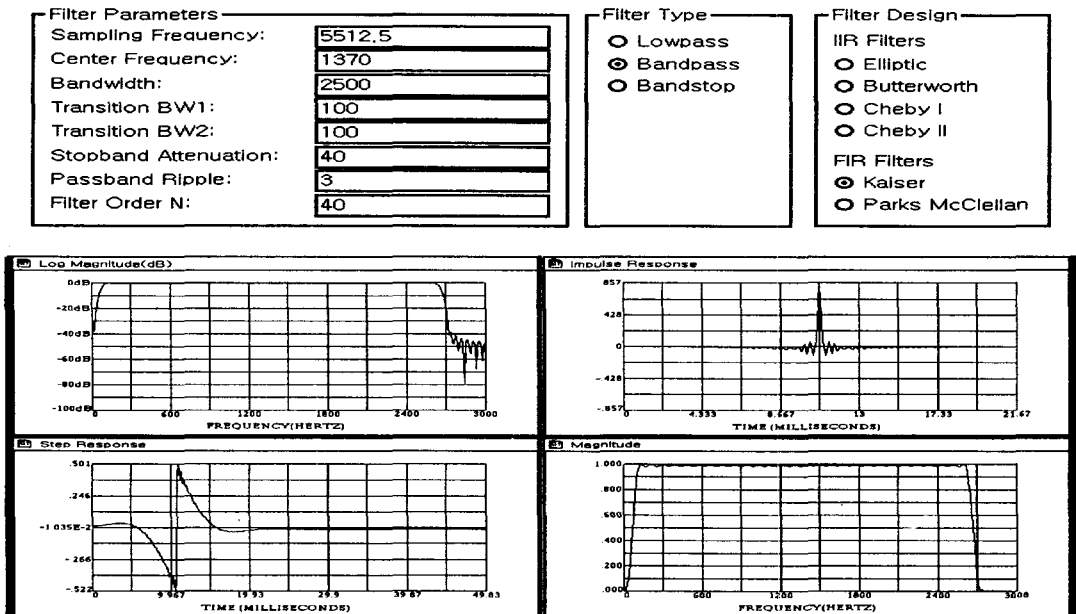 Filter Parameters
Sampling Frequency: 5512.5
Center Frequency: 1370
Bandwidth: 2500
Transition BW1: 100
Transition BW2: 100
Stopband Attenuation: 40
Passband Ripple: 3
Filter Order N: 40
Filter Type
Lowpass
Bandpass
Bandstop
Filter Design
IIR Filters
Elliptic
Butterworth
Cheby I
Cheby II
FIR Filters
Kaiser
Parks McClellan
Log Magnitude(dB)
0dB
-20dB
-40dB
-60dB
-80dB
-100dB
0 600 1200 1800 2400 3000
FREQUENCY(HERTZ)
Impulse Response
857
428
0
-.428
-.857
0 4.333 8.667 13 17.33 21.67
TIME (MILLISECONDS)
Step Response
.501
.246
-1 035E-2
-.266
-.522
0 9.967 19 93 29.9 39 87 49.83
TIME (MILLISECONDS)
Magnitude
1.000
.800
.600
.400
.200
.000
0 600 1200 1800 2400 3000
FREQUENCY(HERTZ)